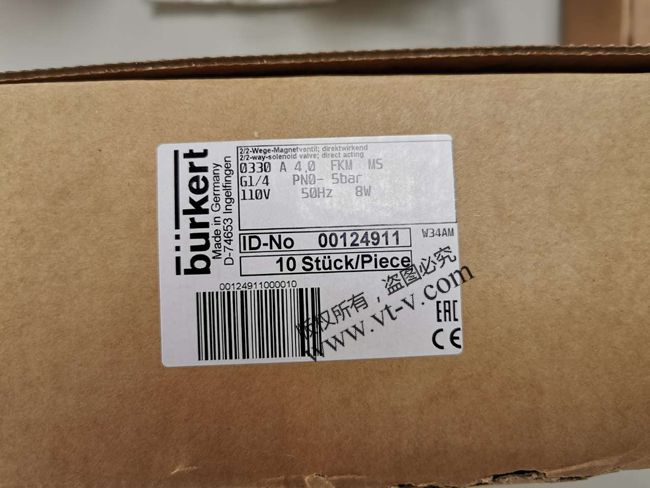 bürkert
Made in Germany
D-74653 Ingelfingen
2/2-Wege-Magnetventil; direktwirkend
2/2-way-solenoid valve; direct acting
0330 A 4,0 FKM MS
G1/4 PN0- 5bar
110V 50Hz 8W
ID-No 00124911
W34AM
10 Stück/Piece
00124911000010
版权所有，盗图必究
www.vt-v.com
EAC
CE